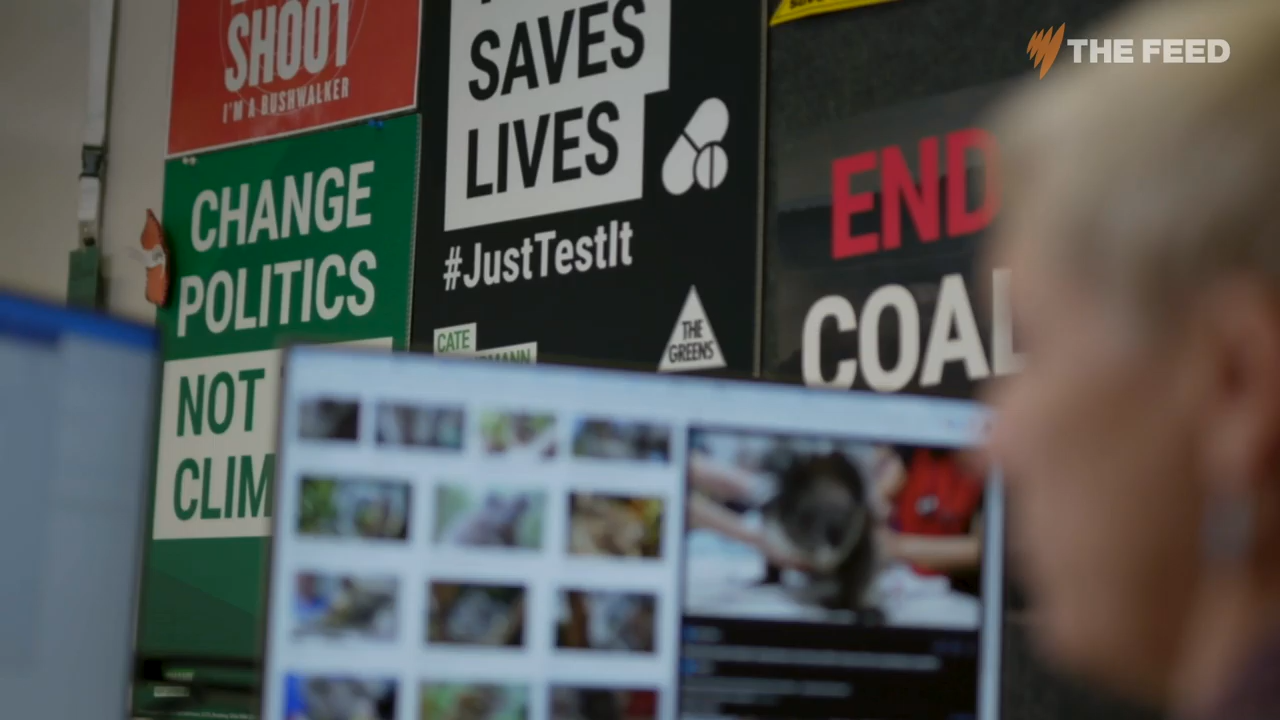 SHOOT
I'M A BUSHWALKER
CHANGE
POLITICS
NOT
CLIM
SAVES
LIVES
#JustTestIt
CATE
THE
GREENS
END
COAL
THE FEED